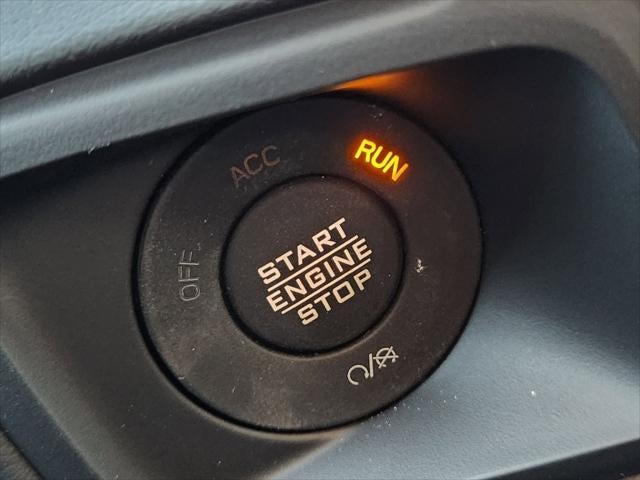 ACC
RUN
OFF
START
ENGINE
STOP